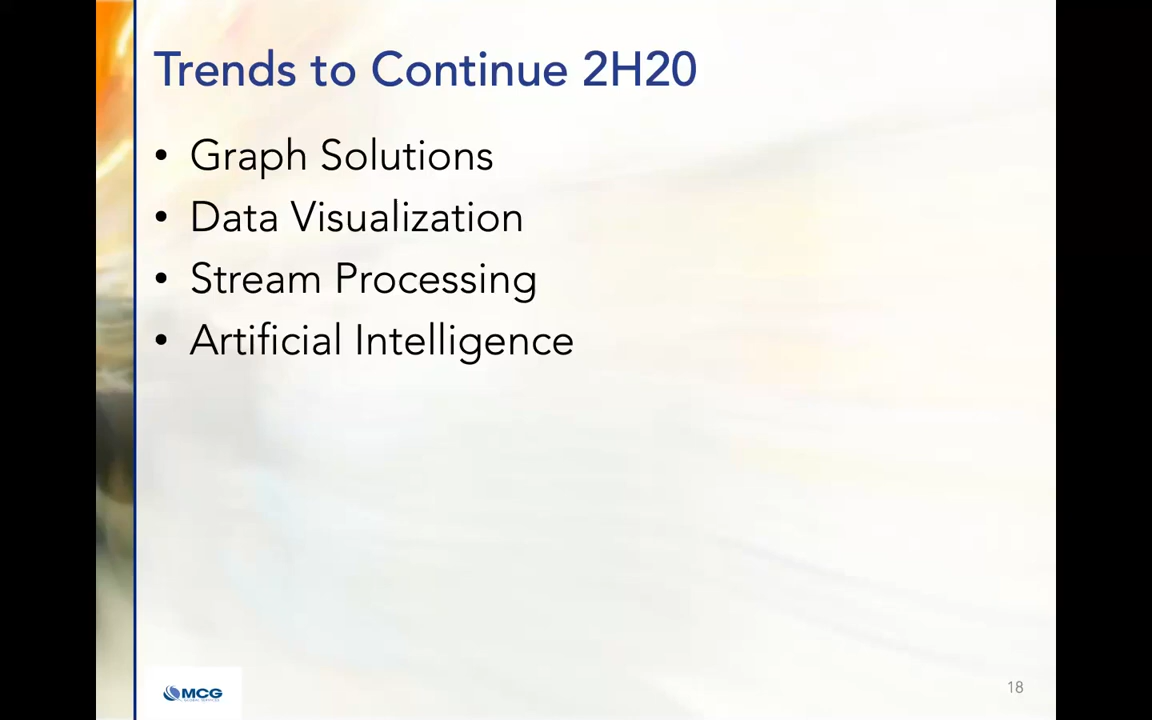 Trends to Continue 2H20
• Graph Solutions
• Data Visualization
• Stream Processing
• Artificial Intelligence
MCG
18